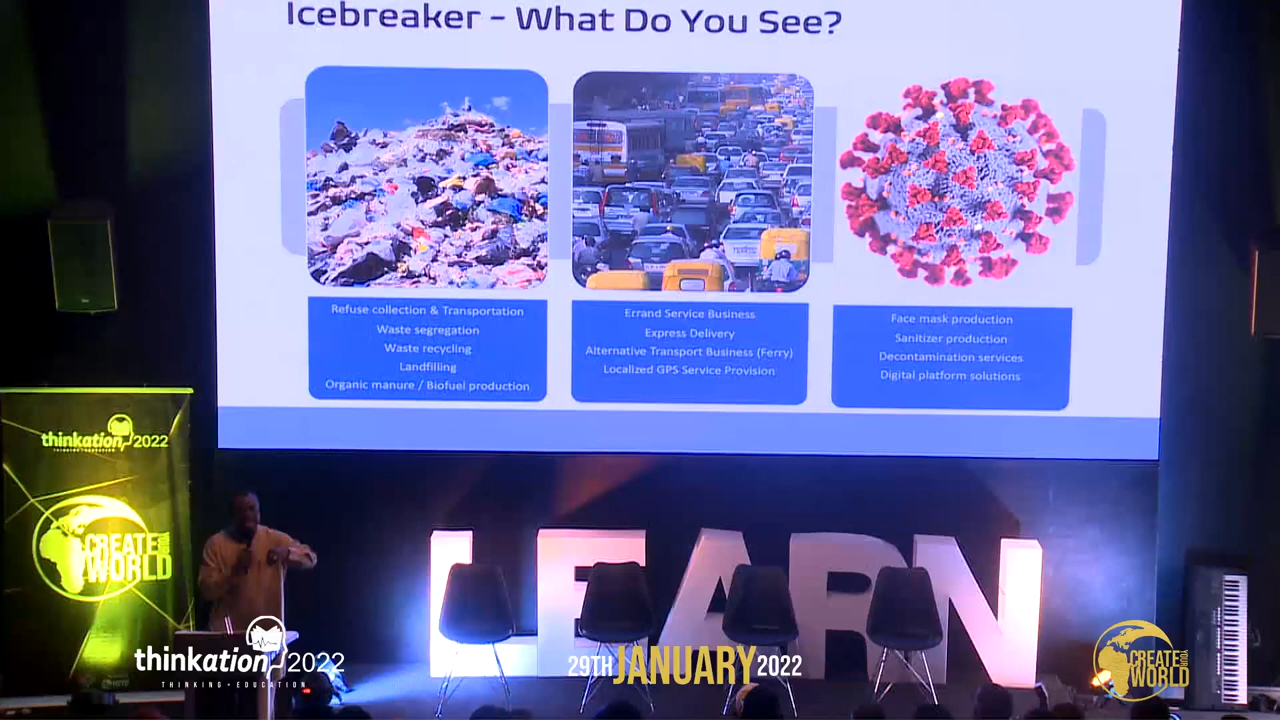 Icebreaker - What Do You See?
Refuse collection & Transportation
Waste segregation
Waste recycling
Landfilling
Organic manure / Biofuel production
Errand Service Business
Express Delivery
Alternative Transport Business (Ferry)
Localized GPS Service Provision
Face mask production
Sanitizer production
Decontamination services
Digital platform solutions
thinkation 2022
CREATE
YOUR
WORLD
LEARN
thinkation 2022
THINKING • EDUCATION
29TH JANUARY 2022
CREATE
YOUR
WORLD